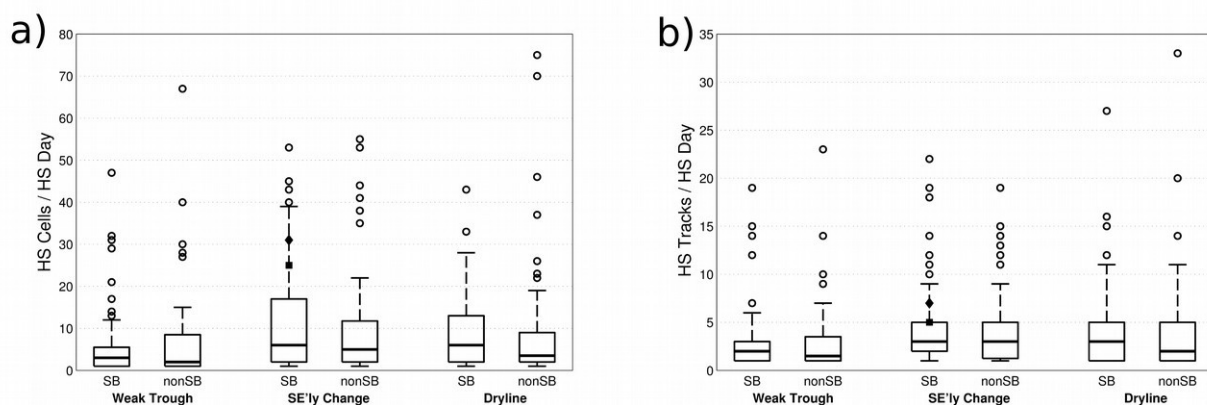 a)
HS Cells / HS Day
80
70
60
50
40
30
20
10
0
SB nonSB SB nonSB SB nonSB
Weak Trough SE'ly Change Dryline
b)
HS Tracks / HS Day
35
30
25
20
15
10
5
0
SB nonSB SB nonSB SB nonSB
Weak Trough SE'ly Change Dryline